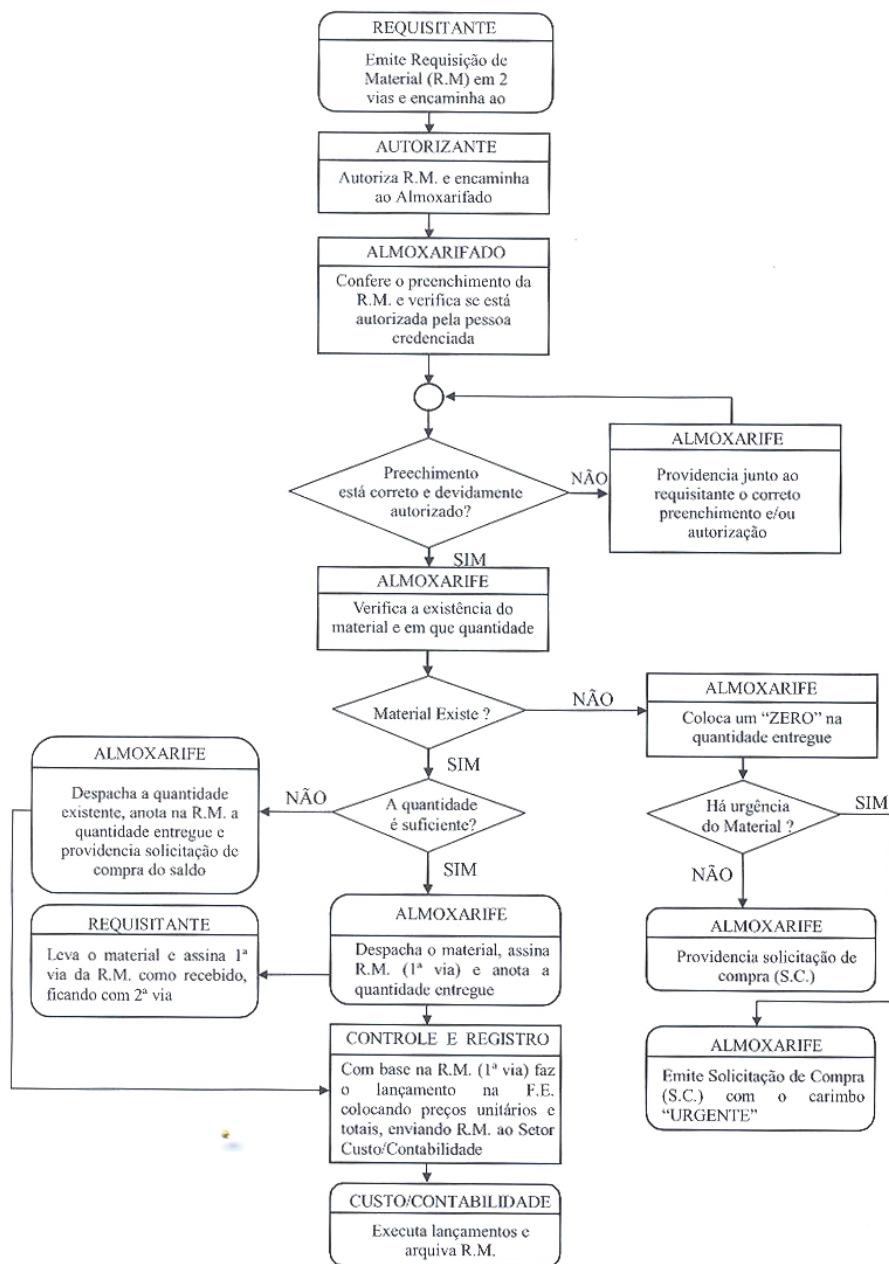 REQUISITANTE
Emite Requisição de
Material (R.M) em 2
vias e encaminha ao
AUTORIZANTE
Autoriza R.M. e encaminha
ao Almoxarifado
ALMOXARIFADO
Confere o preenchimento da
R.M. e verifica se está
autorizada pela pessoa
credenciada
Preechimento
está correto e devidamente
autorizado?
NÃO
ALMOXARIFE
Providencia junto ao
requisitante o correto
preenchimento e/ou
autorização
SIM
ALMOXARIFE
Verifica a existência do
material e em que quantidade
Material Existe ?
NÃO
ALMOXARIFE
Coloca um “ZERO” na
quantidade entregue
SIM
Há urgência
do Material ?
SIM
NÃO
A quantidade
é suficiente?
NÃO
ALMOXARIFE
Despacha a quantidade
existente, anota na R.M. a
quantidade entregue e
providencia solicitação de
compra do saldo
SIM
ALMOXARIFE
Despacha o material, assina
R.M. (1ª via) e anota a
quantidade entregue
REQUISITANTE
Leva o material e assina 1ª
via da R.M. como recebido,
ficando com 2ª via
ALMOXARIFE
Providencia solicitação de
compra (S.C.)
ALMOXARIFE
Emite Solicitação de Compra
(S.C.) com o carimbo
“URGENTE”
CONTROLE E REGISTRO
Com base na R.M. (1ª via) faz
o lançamento na F.E.
colocando preços unitários e
totais, enviando R.M. ao Setor
Custo/Contabilidade
CUSTO/CONTABILIDADE
Executa lançamentos e
arquiva R.M.